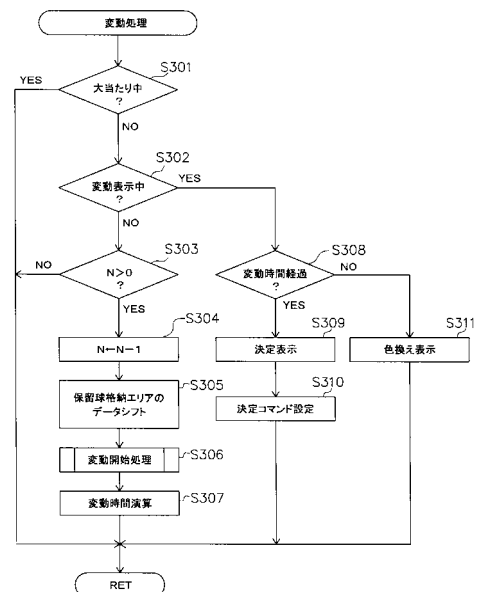 変動処理
S301
大当たり中
?
YES
NO
S302
変動表示中
?
YES
NO
S303
N>0
?
NO
YES
S308
変動時間経過
?
NO
YES
S304
N←N−1
S309
決定表示
S311
色換え表示
S305
保留球格納エリアの
データシフト
S310
決定コマンド設定
S306
変動開始処理
S307
変動時間演算
RET